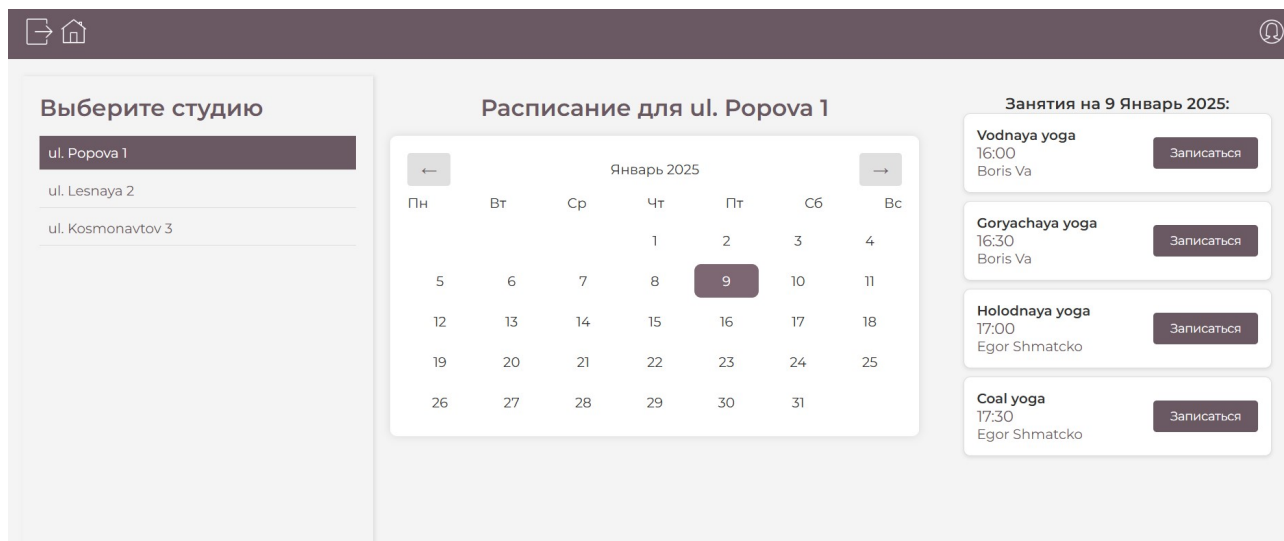 Выберите студию
ul. Popova 1
ul. Lesnaya 2
ul. Kosmonavtov 3
Расписание для ul. Popova 1
← Январь 2025 →
Пн Вт Ср Чт Пт Сб Вс
1 2 3 4
5 6 7 8 9 10 11
12 13 14 15 16 17 18
19 20 21 22 23 24 25
26 27 28 29 30 31
Занятия на 9 Январь 2025:
Vodnaya yoga
16:00
Boris Va
Записаться
Goryachaya yoga
16:30
Boris Va
Записаться
Holodnaya yoga
17:00
Egor Shmatcko
Записаться
Coal yoga
17:30
Egor Shmatcko
Записаться